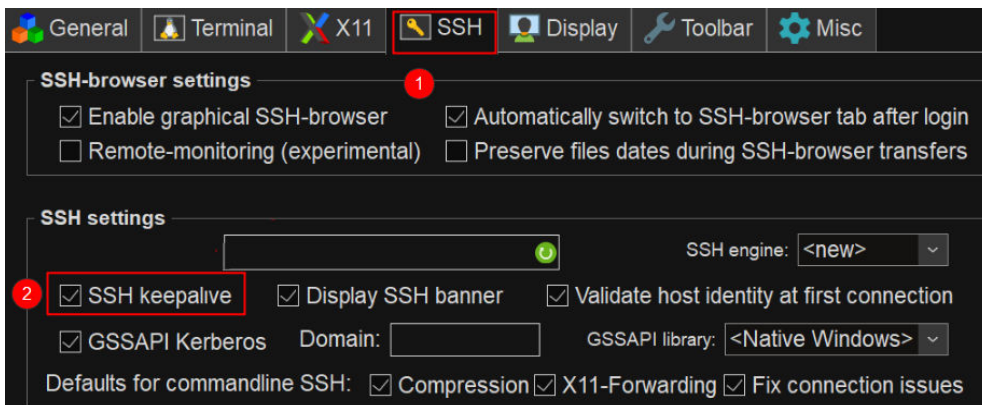 General Terminal X11 SSH Display Toolbar Misc
1
SSH-browser settings
Enable graphical SSH-browser Automatically switch to SSH-browser tab after login
Remote-monitoring (experimental) Preserve files dates during SSH-browser transfers
SSH settings
SSH engine: <new>
2 SSH keepalive Display SSH banner Validate host identity at first connection
GSSAPI Kerberos Domain: GSSAPI library: <Native Windows>
Defaults for commandline SSH: Compression X11-Forwarding Fix connection issues